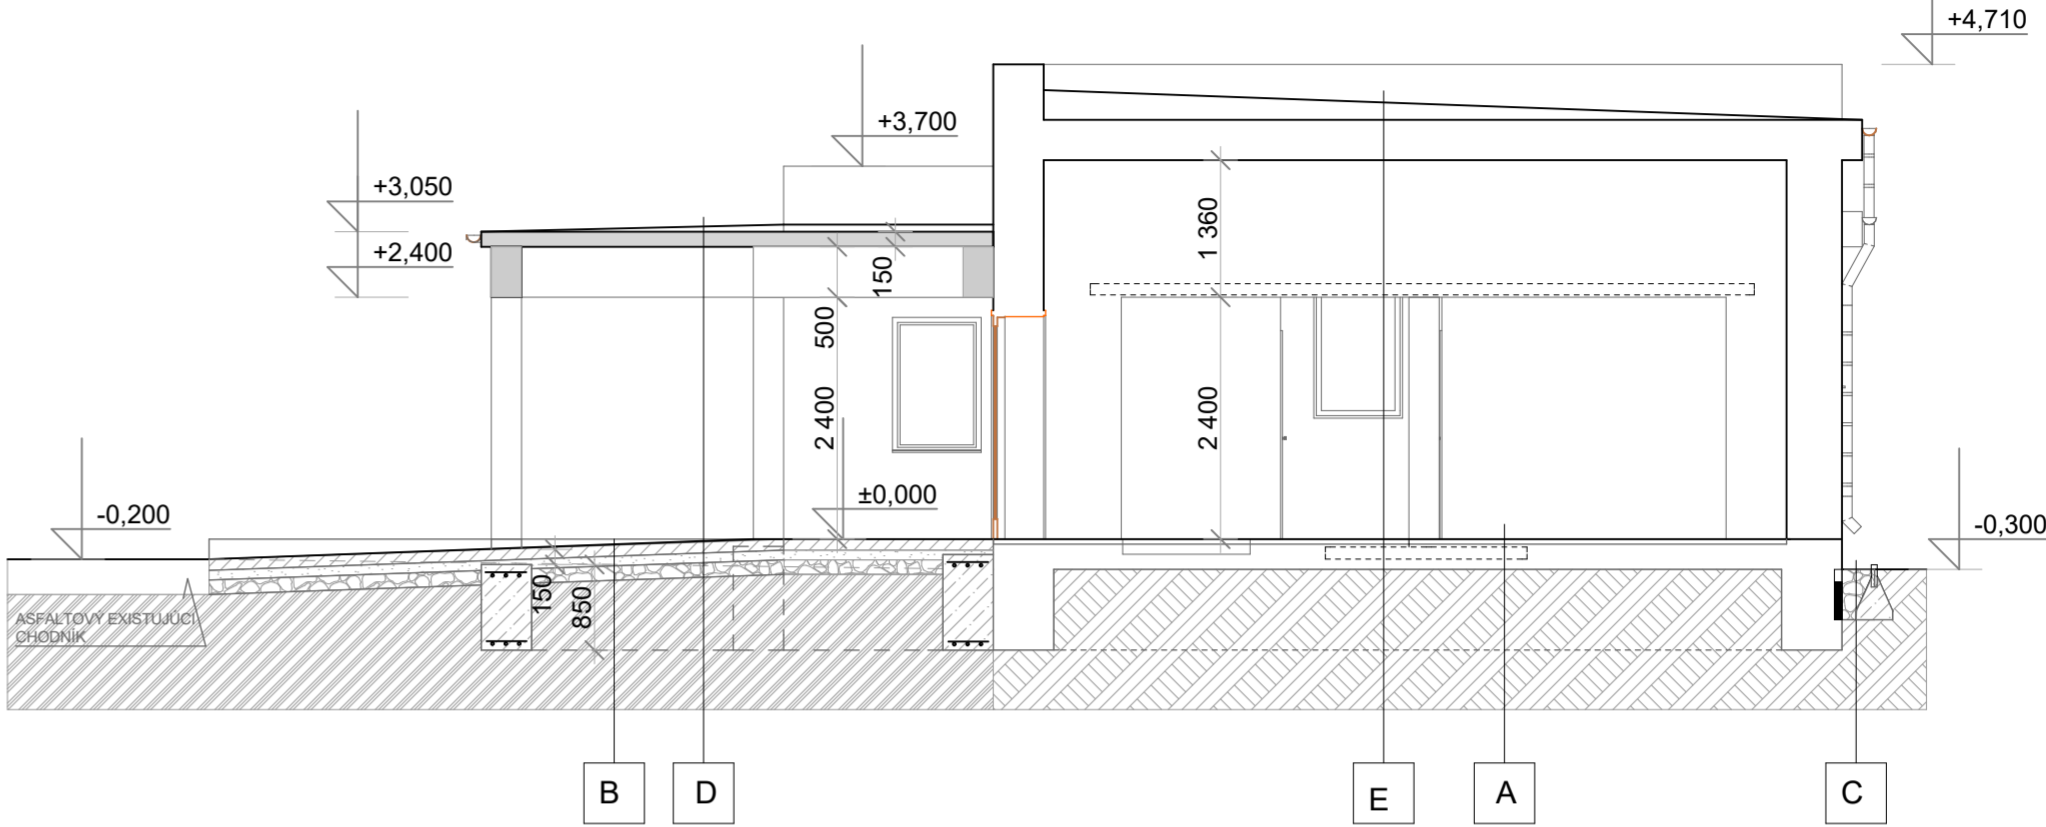 +4,710
+3,700
+3,050
+2,400
1 360
150
500
2 400
2 400
±0,000
-0,200
-0,300
150
850
ASFALTOVÝ EXISTUJÚCI
CHODNÍK
B
D
E
A
C